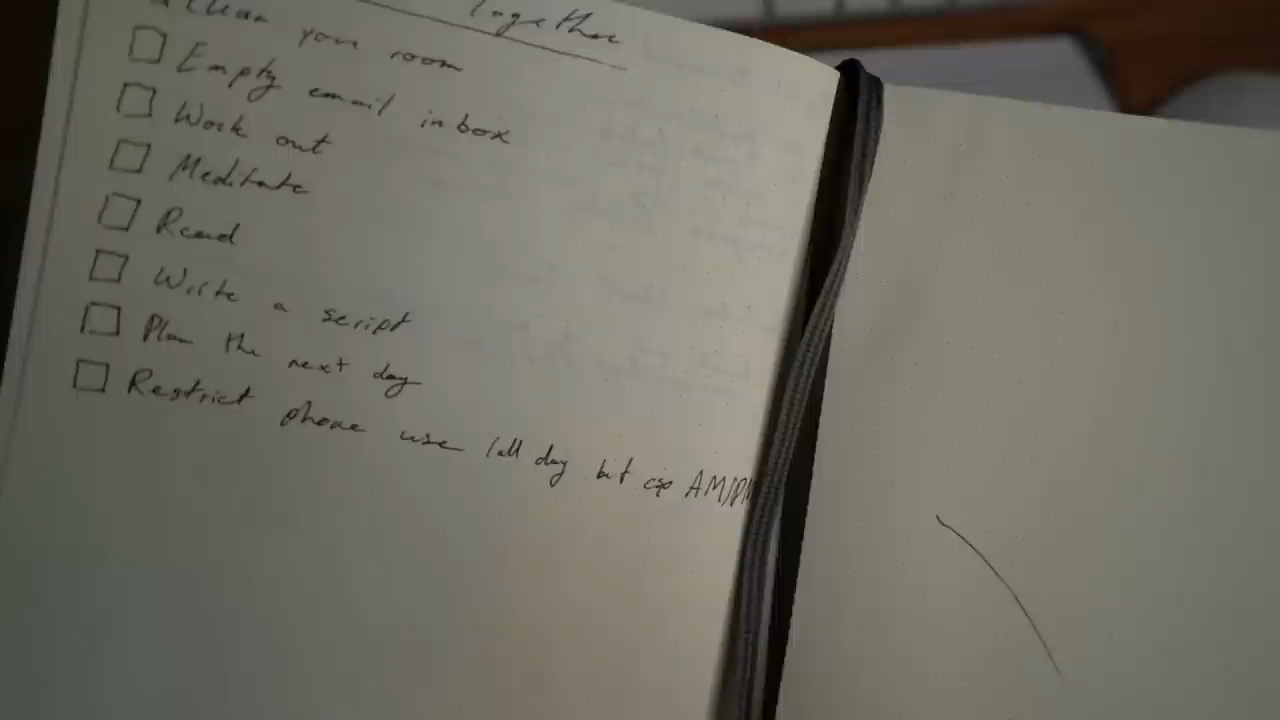 Together
Clean your room
Empty email inbox
Work out
Meditate
Read
Write a script
Plan the next day
Restrict phone use (all day but esp AM/PM